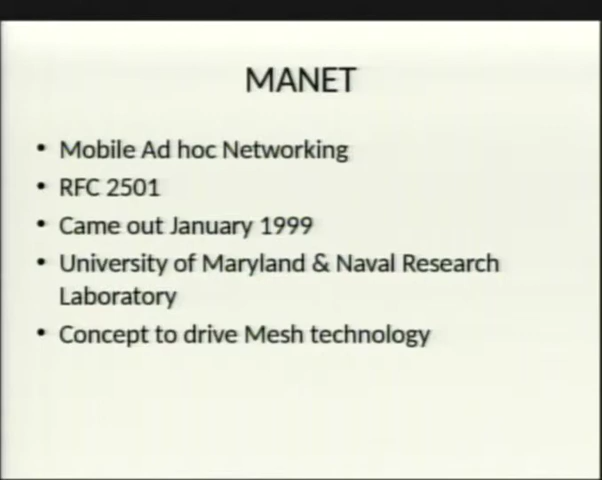 MANET
• Mobile Ad hoc Networking
• RFC 2501
• Came out January 1999
• University of Maryland & Naval Research
Laboratory
• Concept to drive Mesh technology